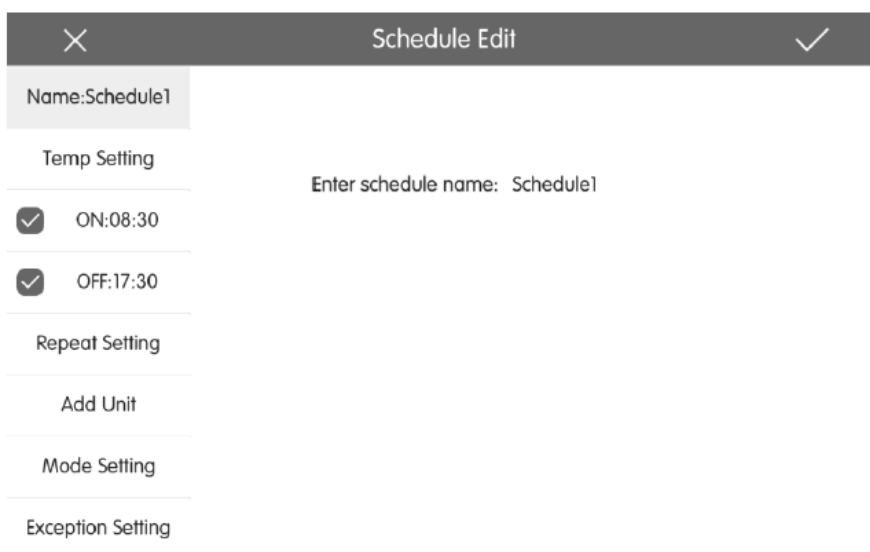 Schedule Edit
Name:Schedule1
Temp Setting
ON:08:30
OFF:17:30
Repeat Setting
Add Unit
Mode Setting
Exception Setting
Enter schedule name: Schedule1